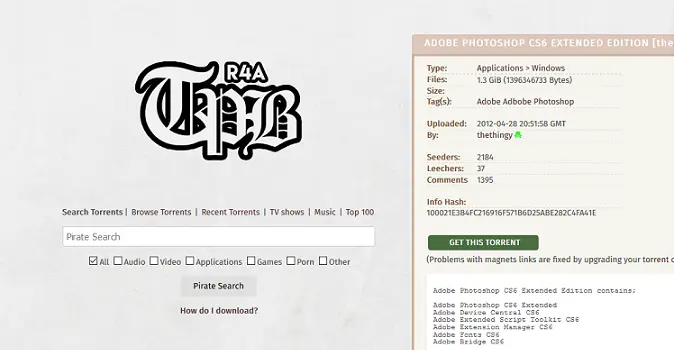 R4A
TPB
Search Torrents | Browse Torrents | Recent Torrents | TV shows | Music | Top 100
Pirate Search
All Audio Video Applications Games Porn Other
Pirate Search
How do I download?
ADOBE PHOTOSHOP CS6 EXTENDED EDITION [the
Type: Applications > Windows
Files: 1.3 GiB (1396346733 Bytes)
Size:
Tag(s): Adobe Adbobe Photoshop
Uploaded: 2012-04-28 20:51:58 GMT
By: thethingy
Seeders: 2184
Leechers: 37
Comments 1395
Info Hash:
100021E3B4FC216916F571B6D25ABE282C4FA41E
GET THIS TORRENT
(Problems with magnets links are fixed by upgrading your torrent c
Adobe Photoshop CS6 Extended Edition contains;
Adobe Photoshop CS6 Extended
Adobe Device Central CS6
Adobe Extended Script Toolkit CS6
Adobe Extension Manager CS6
Adobe Fonts CS6
Adobe Bridge CS6